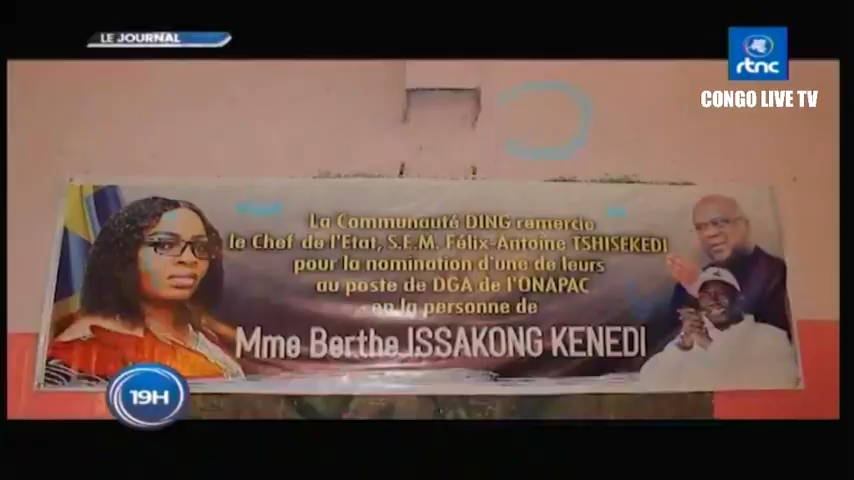 LE JOURNAL
rtnc
CONGO LIVE TV
La Communauté DING remercie
le Chef de l'Etat, S.E.M. Félix-Antoine TSHISEKEDI
pour la nomination d'une de leurs
au poste de DGA de l'ONAPAC
en la personne de
Mme Berthe ISSAKONG KENEDI
19H